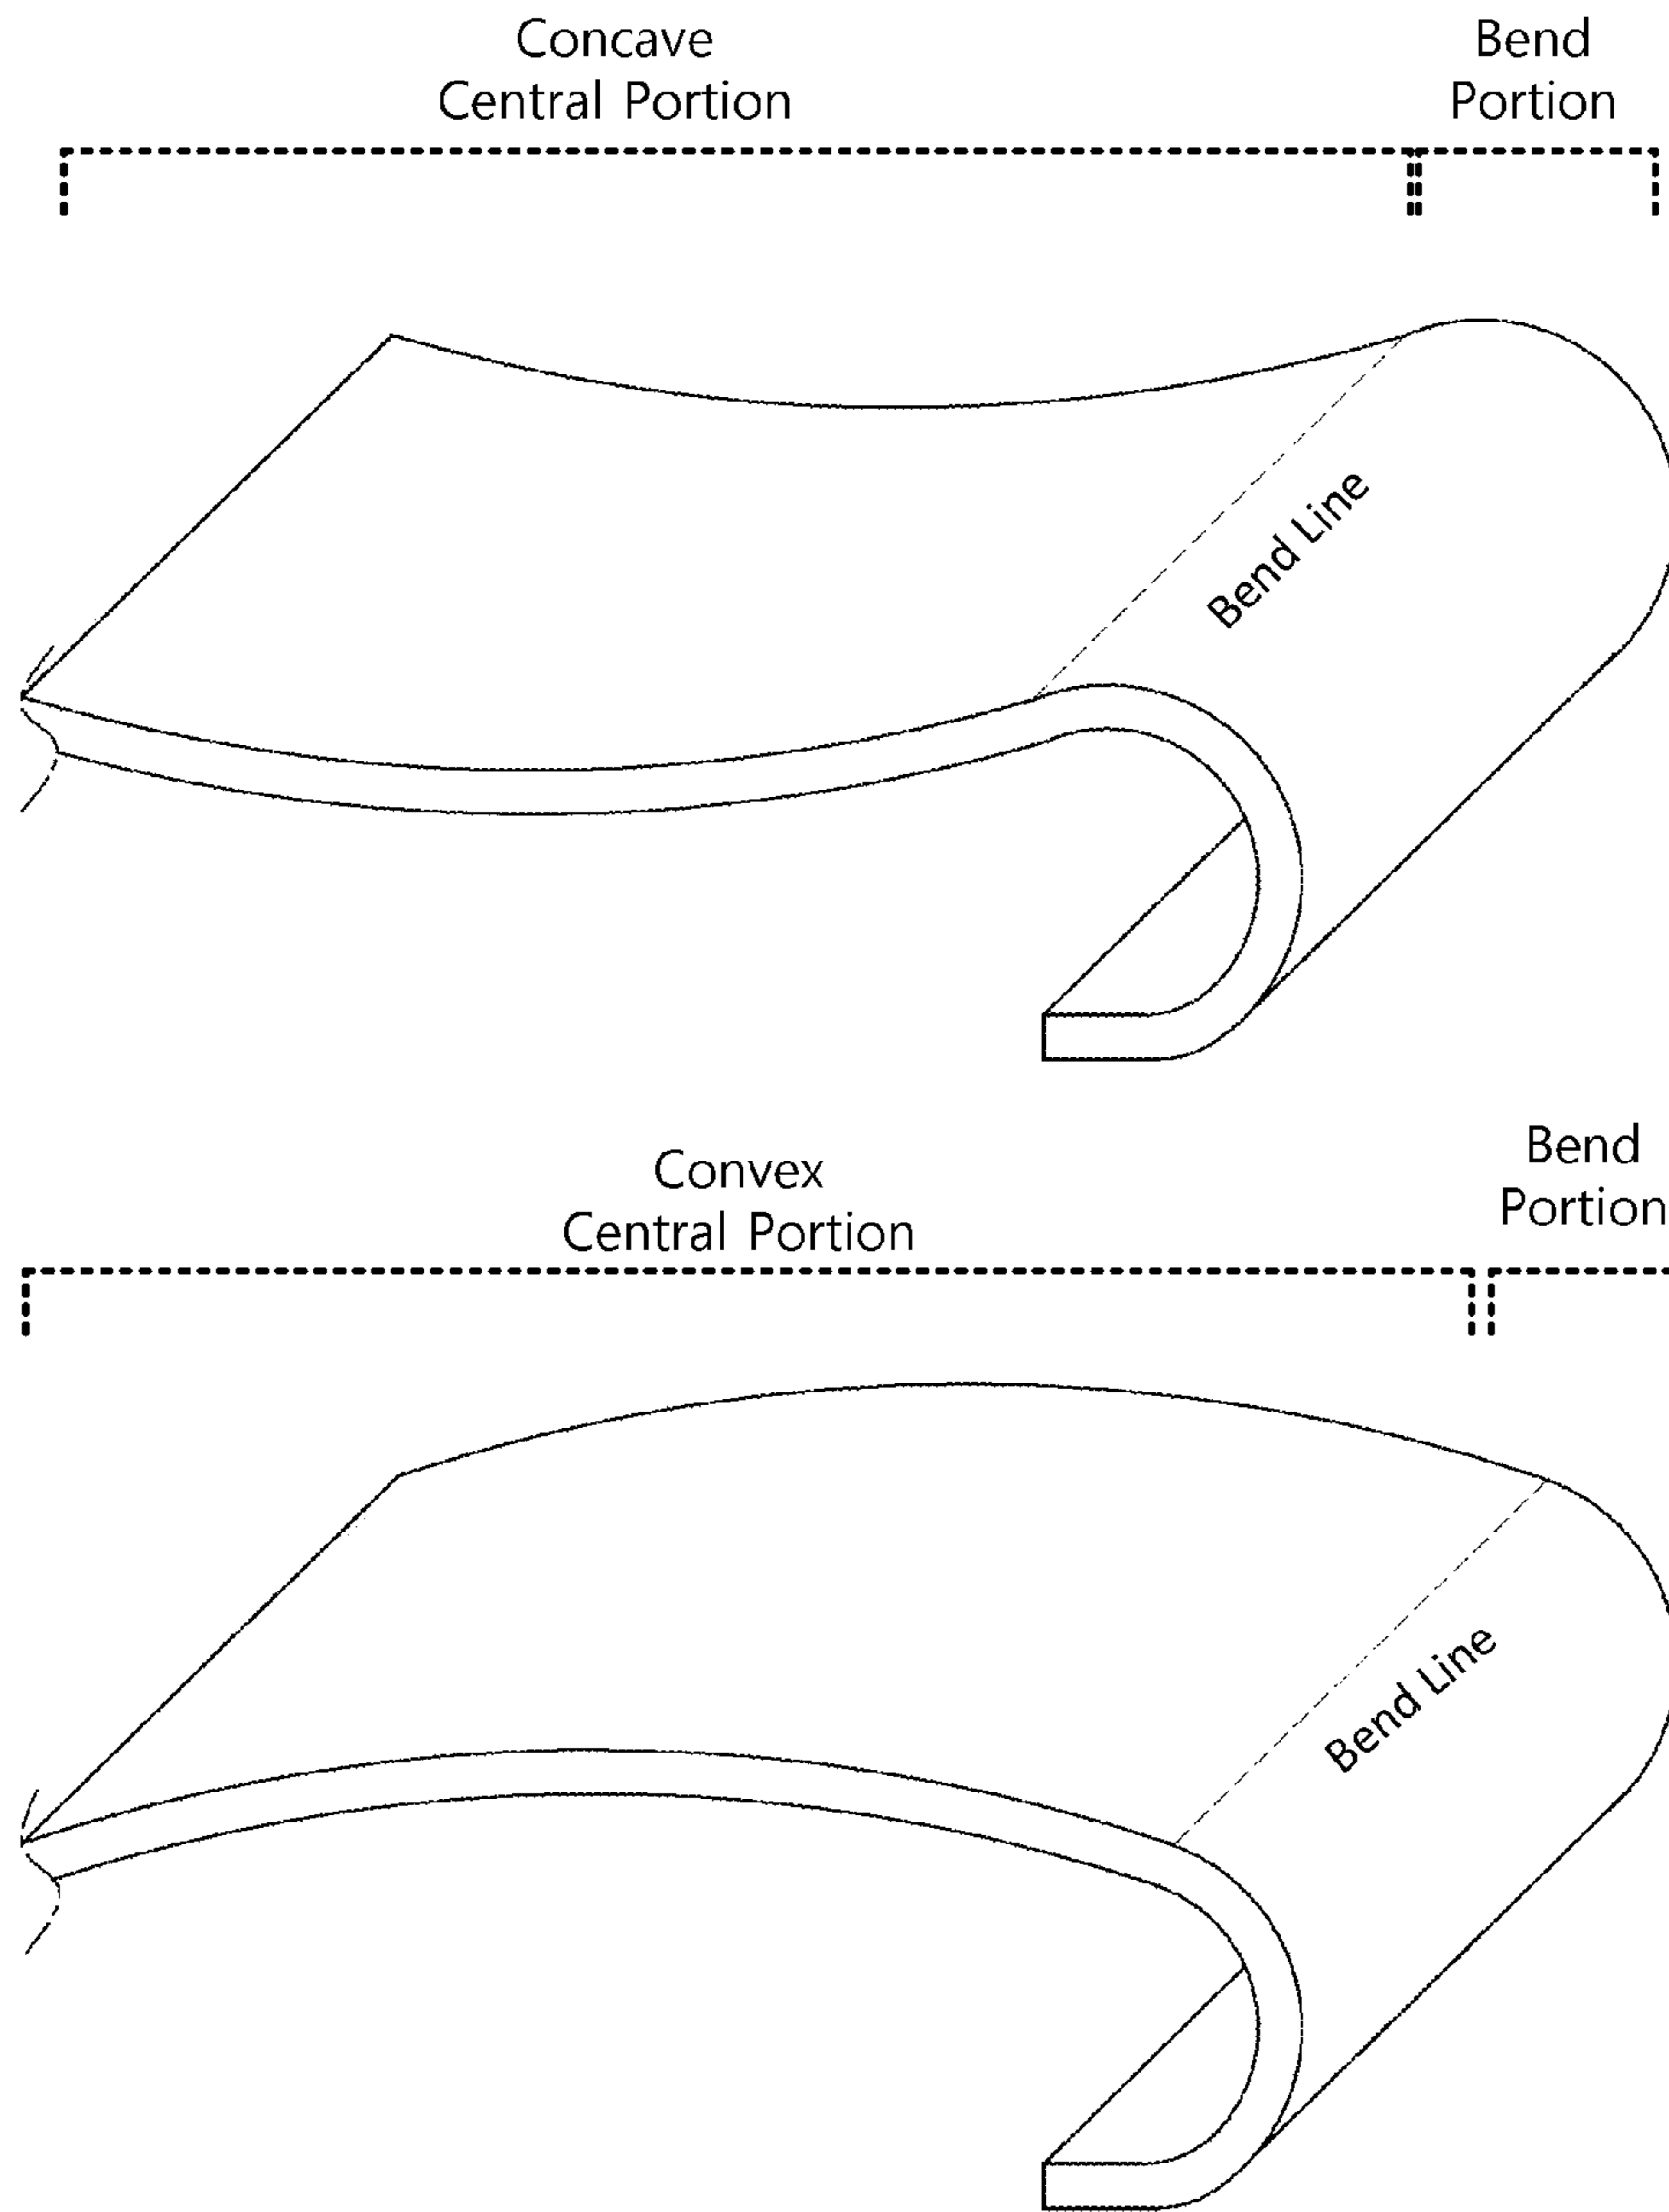 Concave
Central Portion
Bend
Portion
Bend Line
Convex
Central Portion
Bend
Portion
Bend Line